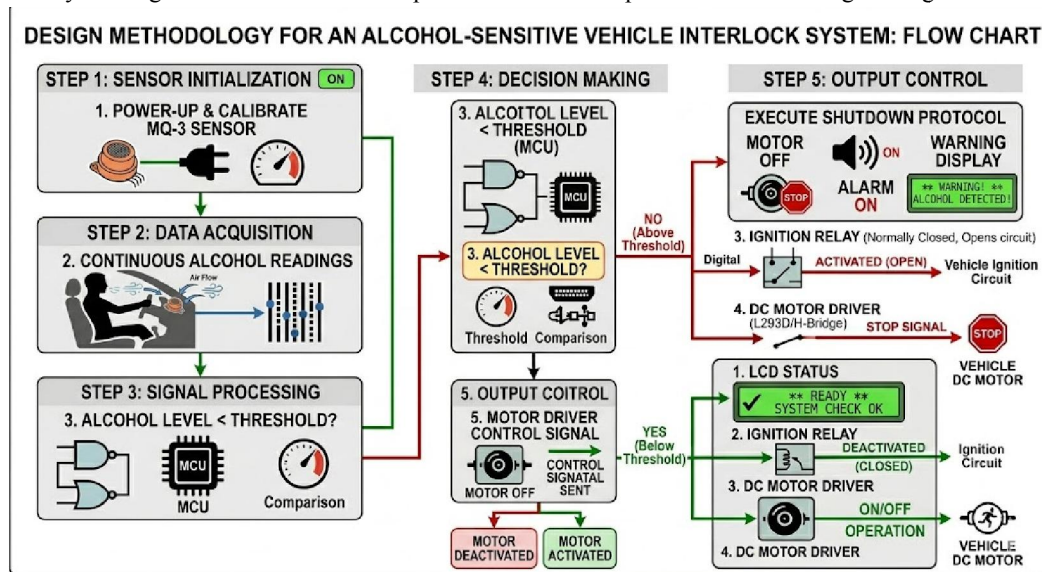 DESIGN METHODOLOGY FOR AN ALCOHOL-SENSITIVE VEHICLE INTERLOCK SYSTEM: FLOW CHART
STEP 1: SENSOR INITIALIZATION ON
1. POWER-UP & CALIBRATE
MQ-3 SENSOR
STEP 2: DATA ACQUISITION
2. CONTINUOUS ALCOHOL READINGS
Air Flow
STEP 3: SIGNAL PROCESSING
3. ALCOHOL LEVEL < THRESHOLD?
MCU
MCU
Comparison
STEP 4: DECISION MAKING
3. ALCOITOL LEVEL
< THRESHOLD
(MCU)
MCU
3. ALCOHOL LEVEL
< THRESHOLD?
Threshold Comparison
5. OUTPUT COITROL
5. MOTOR DRIVER
CONTROL SIGNAL
MOTOR OFF
CONTROL
SIGNATAL
SENT
MOTOR
DEACTIVATED
MOTOR
ACTIVATED
NO
(Above
Threshold)
YES
(Below
Threshold)
STEP 5: OUTPUT CONTROL
EXECUTE SHUTDOWN PROTOCOL
MOTOR
OFF
STOP
ON
ALARM
ON
WARNING
DISPLAY
** WARNING! **
ALCOHOL DETECTED!
3. IGNITION RELAY (Normally Closed, Opens circuit)
Digital
ACTIVATED (OPEN)
Vehicle Ignition
Circuit
4. DC MOTOR DRIVER
(L293D/H-Bridge)
STOP SIGNAL
STOP
VEHICLE
DC MOTOR
1. LCD STATUS
** READY **
SYSTEM CHECK OK
2. IGNITION RELAY
DEACTIVATED
(CLOSED)
Ignition
Circuit
3. DC MOTOR DRIVER
ON/OFF
OPERATION
4. DC MOTOR DRIVER
VEHICLE
DC MOTOR